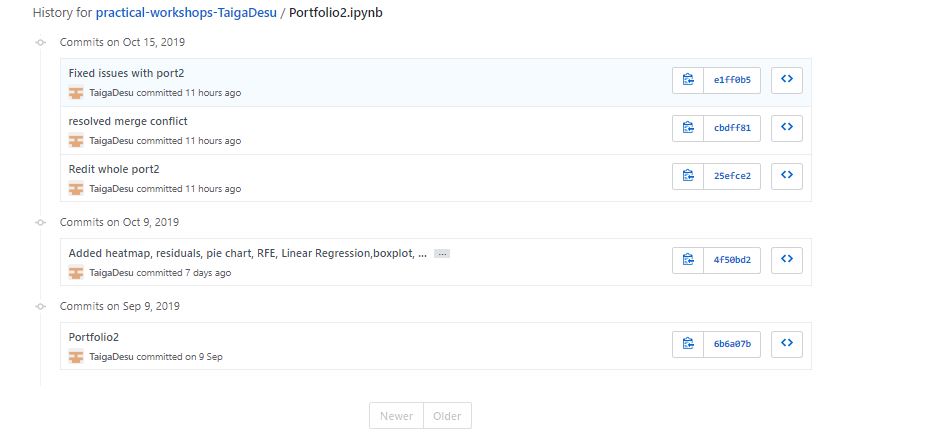 History for practical-workshops-TaigaDesu / Portfolio2.ipynb
Commits on Oct 15, 2019
Fixed issues with port2
TaigaDesu committed 11 hours ago
e1ff0b5
resolved merge conflict
TaigaDesu committed 11 hours ago
cbdff81
Redit whole port2
TaigaDesu committed 11 hours ago
25efce2
Commits on Oct 9, 2019
Added heatmap, residuals, pie chart, RFE, Linear Regression,boxplot, ... …
TaigaDesu committed 7 days ago
4f50bd2
Commits on Sep 9, 2019
Portfolio2
TaigaDesu committed on 9 Sep
6b6a07b
Newer Older